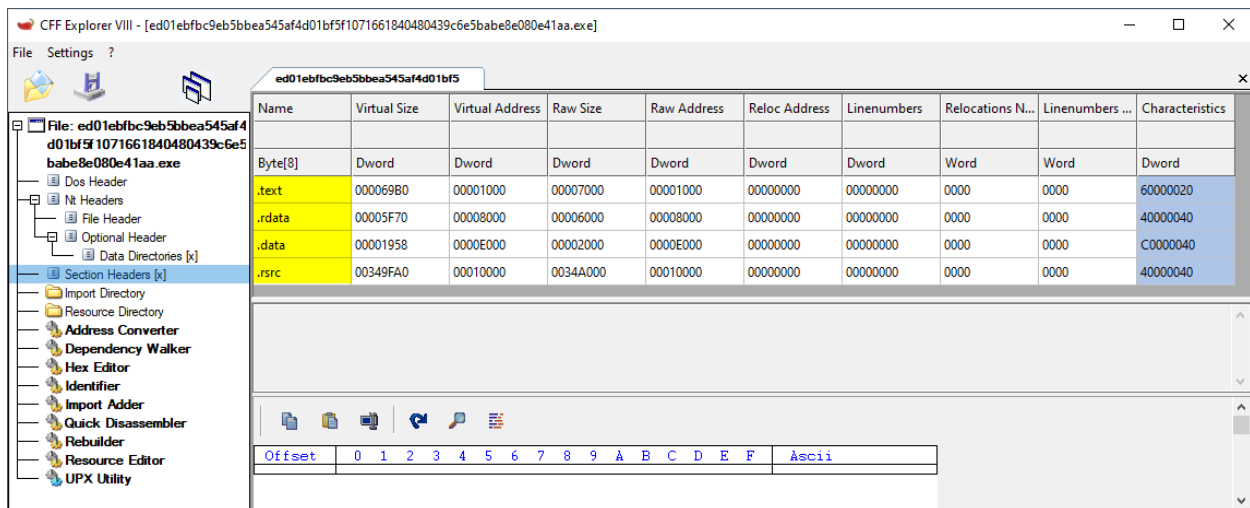 CFF Explorer VIII - [ed01ebfbc9eb5bbea545af4d01bf5f1071661840480439c6e5babe8e080e41aa.exe]
File Settings ?
ed01ebfbc9eb5bbea545af4d01bf5
File: ed01ebfbc9eb5bbea545af4
d01bf5f1071661840480439c6e5
babe8e080e41aa.exe
Dos Header
Nt Headers
File Header
Optional Header
Data Directories [x]
Section Headers [x]
Import Directory
Resource Directory
Address Converter
Dependency Walker
Hex Editor
Identifier
Import Adder
Quick Disassembler
Rebuilder
Resource Editor
UPX Utility
Name Virtual Size Virtual Address Raw Size Raw Address Reloc Address Linenumbers Relocations N... Linenumbers ... Characteristics
Byte[8] Dword Dword Dword Dword Dword Dword Word Word Dword
.text 000069B0 00001000 00007000 00001000 00000000 00000000 0000 0000 60000020
.rdata 00005F70 00008000 00006000 00008000 00000000 00000000 0000 0000 40000040
.data 00001958 0000E000 00002000 0000E000 00000000 00000000 0000 0000 C0000040
.rsrc 00349FA0 00010000 0034A000 00010000 00000000 00000000 0000 0000 40000040
Offset 0 1 2 3 4 5 6 7 8 9 A B C D E F Ascii